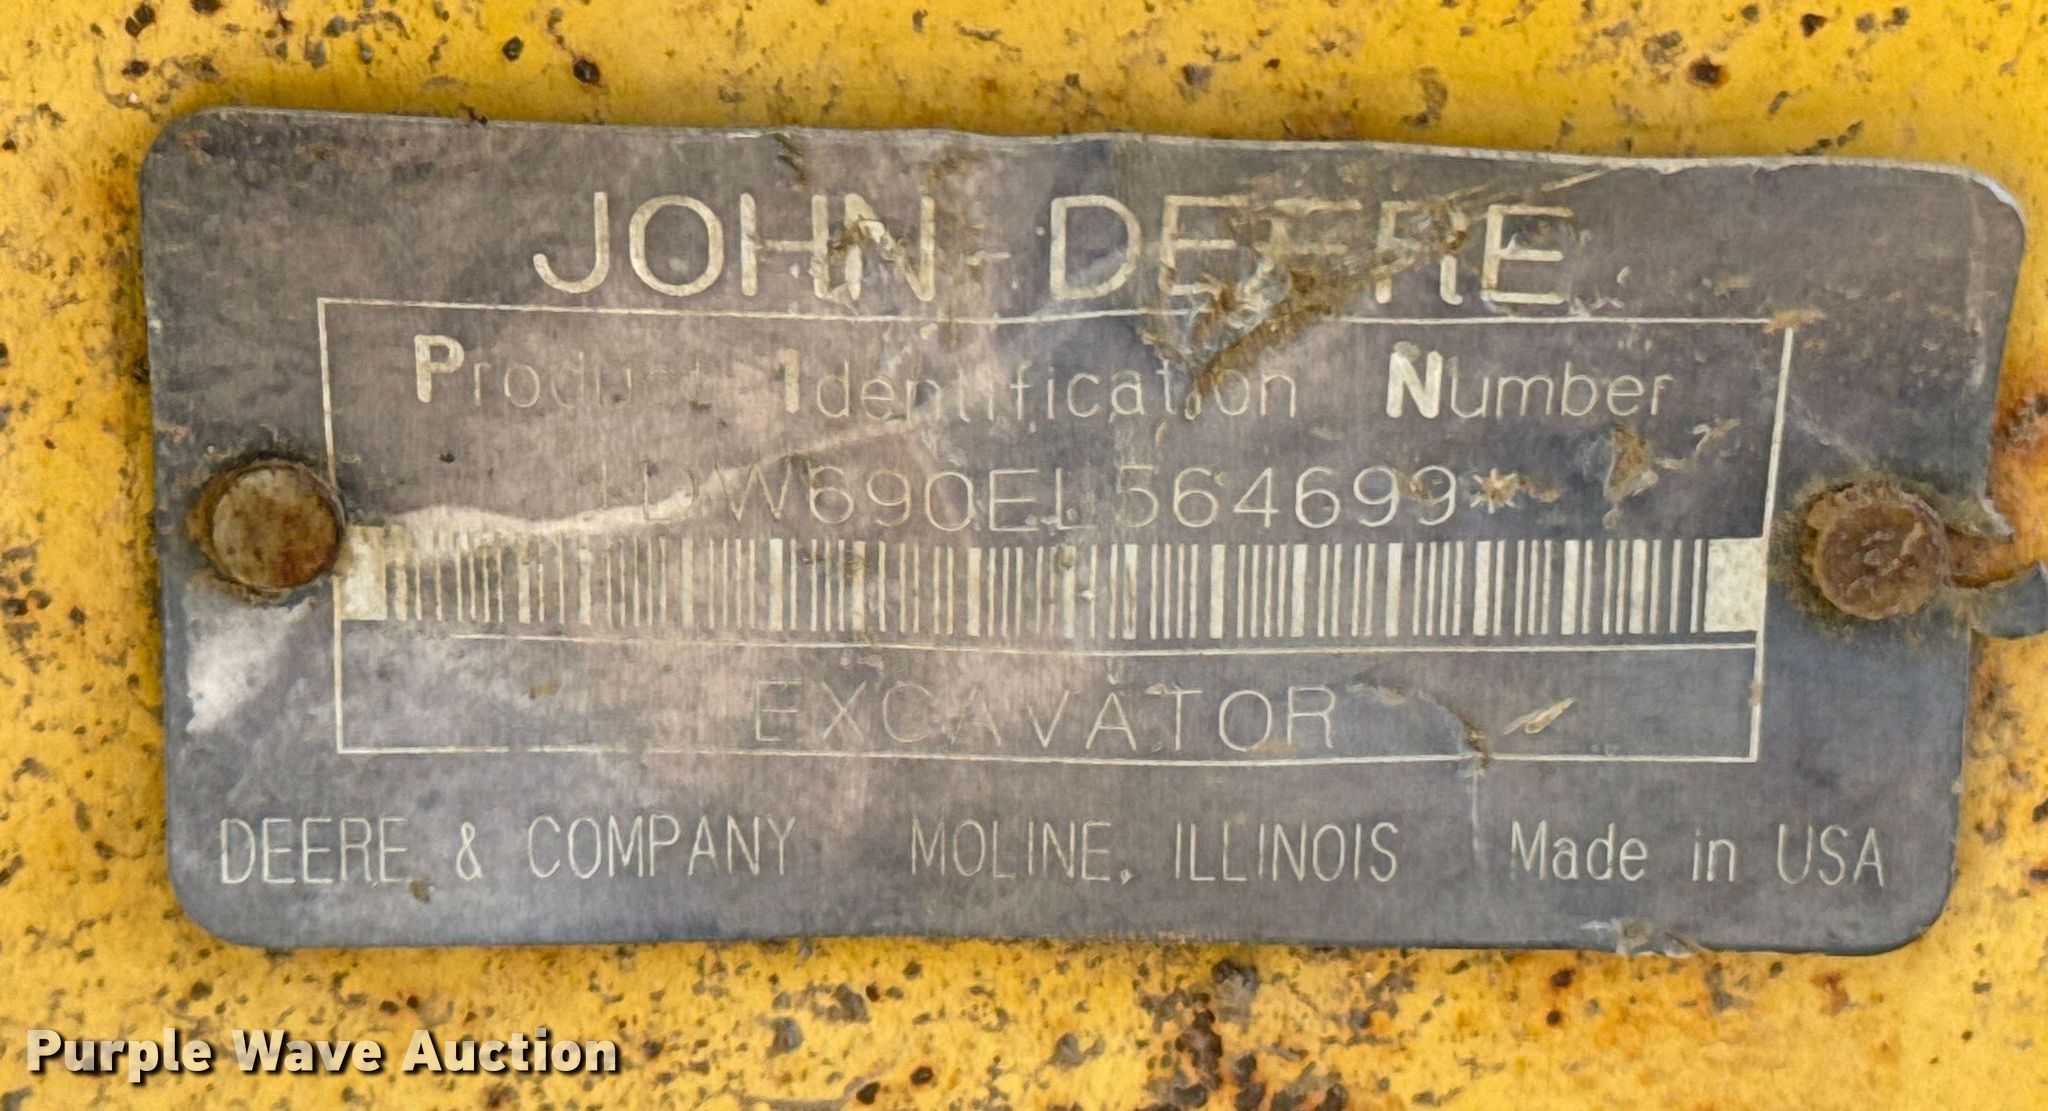 JOHN DEERE
Product Identification Number
DW690EL564699*
EXCAVATOR
DEERE & COMPANY MOLINE, ILLINOIS Made in USA
Purple Wave Auction